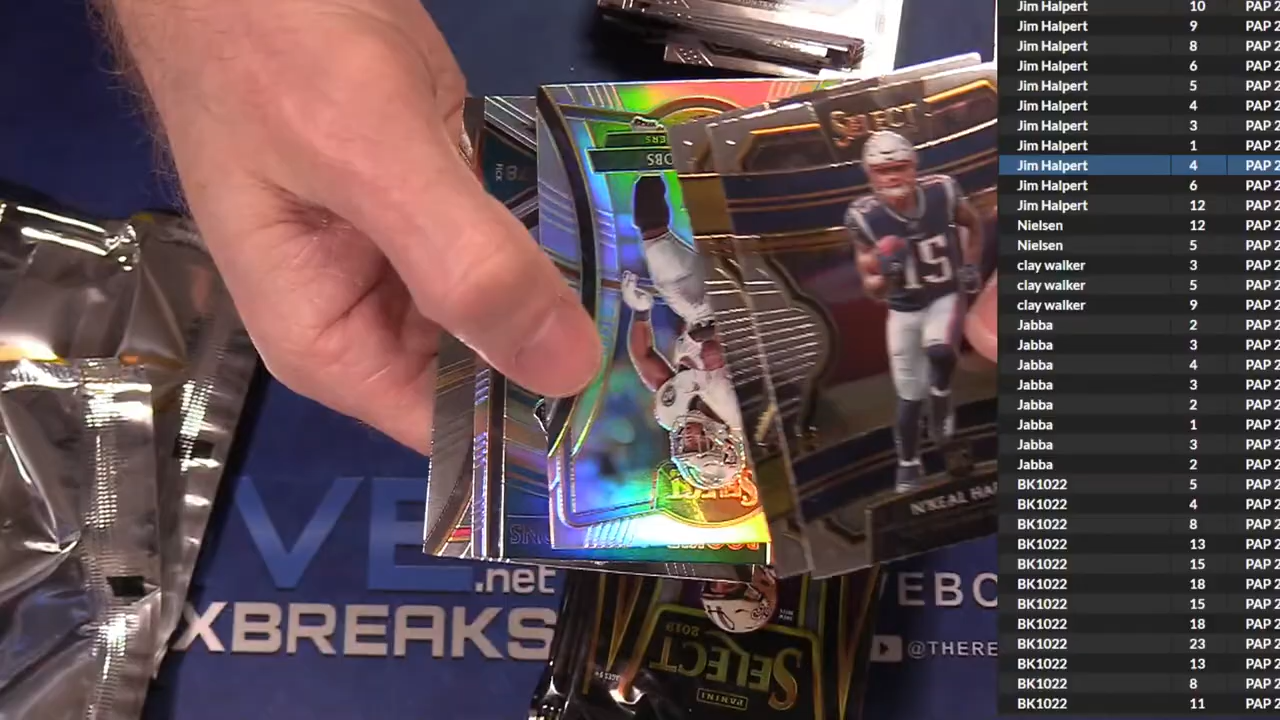 Jim Halpert 10 PAP 2
Jim Halpert 9 PAP 2
Jim Halpert 8 PAP 2
Jim Halpert 6 PAP 2
Jim Halpert 5 PAP 2
Jim Halpert 4 PAP 2
Jim Halpert 3 PAP 2
Jim Halpert 1 PAP 2
Jim Halpert 4 PAP 2
Jim Halpert 6 PAP 2
Jim Halpert 12 PAP 2
Nielsen 12 PAP 2
Nielsen 5 PAP 2
clay walker 3 PAP 2
clay walker 5 PAP 2
clay walker 9 PAP 2
Jabba 2 PAP 2
Jabba 3 PAP 2
Jabba 4 PAP 2
Jabba 3 PAP 2
Jabba 2 PAP 2
Jabba 1 PAP 2
Jabba 3 PAP 2
Jabba 2 PAP 2
BK1022 5 PAP 2
BK1022 4 PAP 2
BK1022 8 PAP 2
BK1022 13 PAP 2
BK1022 15 PAP 2
BK1022 18 PAP 2
BK1022 15 PAP 2
BK1022 18 PAP 2
BK1022 23 PAP 2
BK1022 13 PAP 2
BK1022 8 PAP 2
BK1022 11 PAP 2
SELECT
15
N'KEAL HAR
OBS
ERS
78
PICK
SELECT
VE
.net
XBREAKS
VEBO
@THERE
2019
SELECT
PANINI